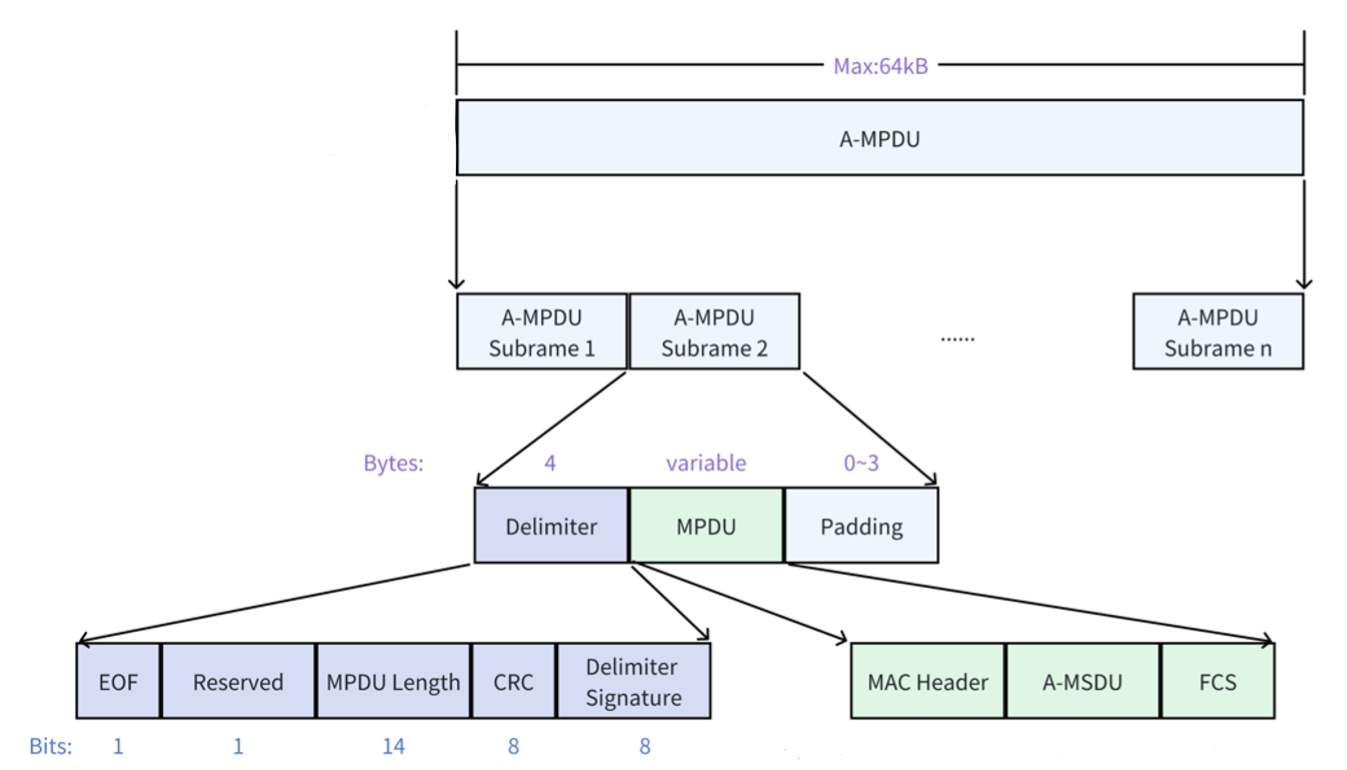 Max:64kB
A-MPDU
A-MPDU
Subrame 1
A-MPDU
Subrame 2
......
A-MPDU
Subrame n
Bytes: 4 variable 0~3
Delimiter MPDU Padding
EOF Reserved MPDU Length CRC Delimiter
Signature
MAC Header A-MSDU FCS
Bits: 1 1 14 8 8